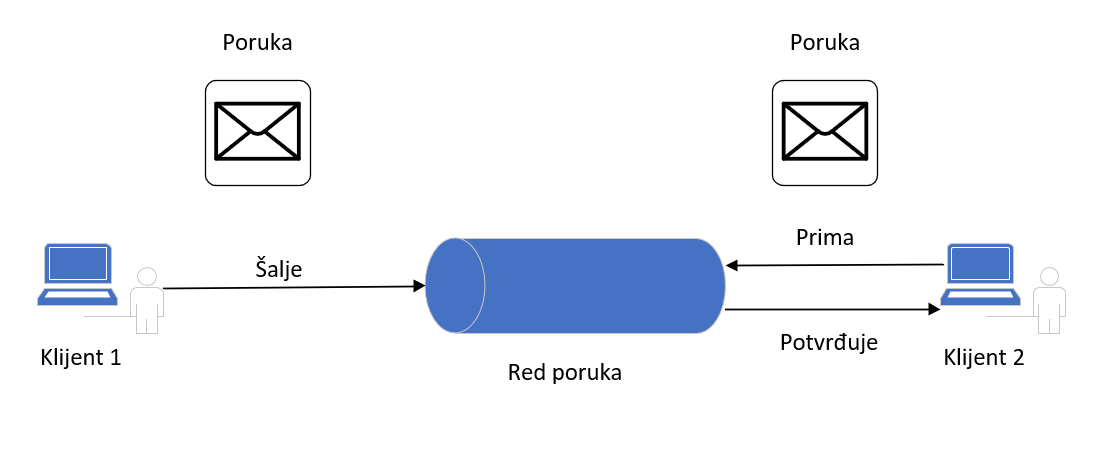 Poruka
Poruka
Šalje
Prima
Potvrđuje
Klijent 1
Red poruka
Klijent 2